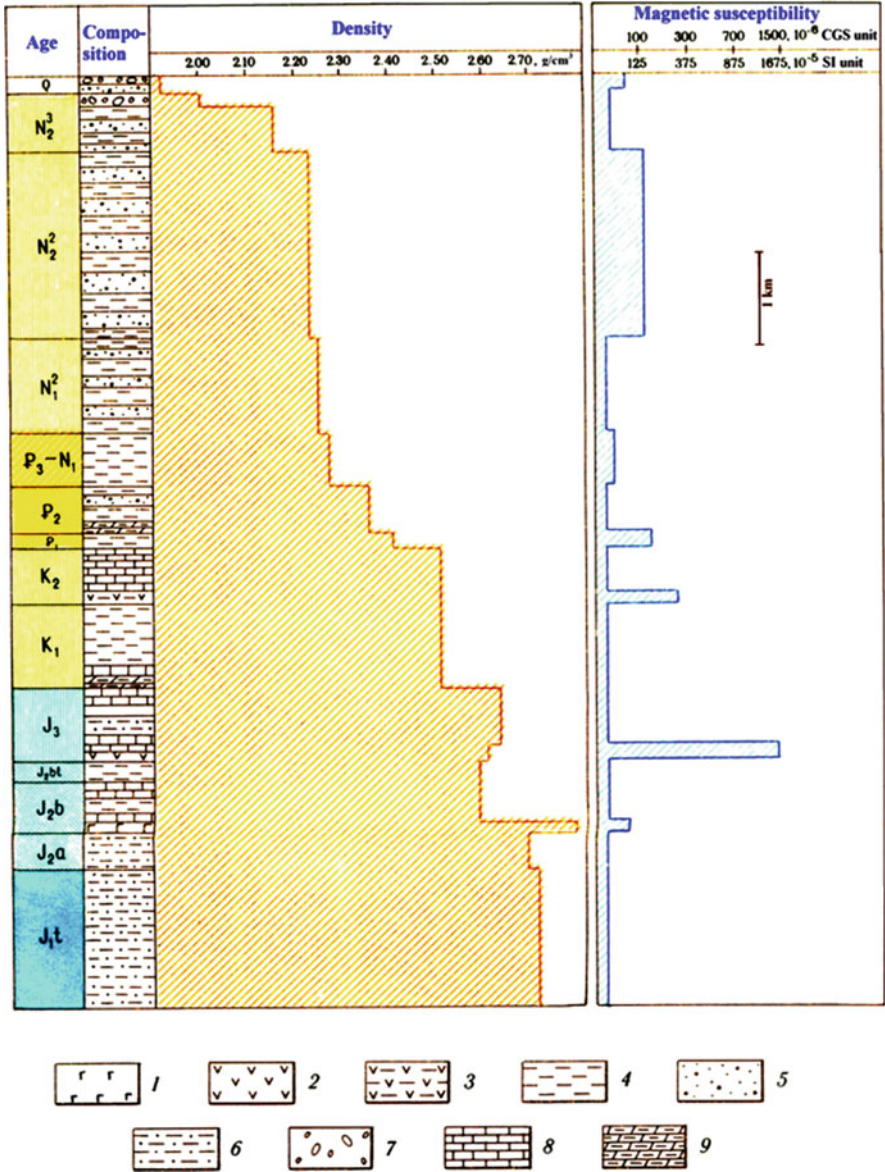 Age
Compo-
sition
Density
2.00 2.10 2.20 2.30 2.40 2.50 2.60 2.70 , g/cm³
Magnetic susceptibility
100 300 700 1500, 10⁻⁶ CGS unit
125 375 875 1675, 10⁻⁵ SI unit
Q
N₂³
N₂²
1 km
N₁²
₽₃–N₁
₽₂
₽₁
K₂
K₁
J₃
J₂bt
J₂b
J₂a
J₁t
1 2 3 4 5
6 7 8 9